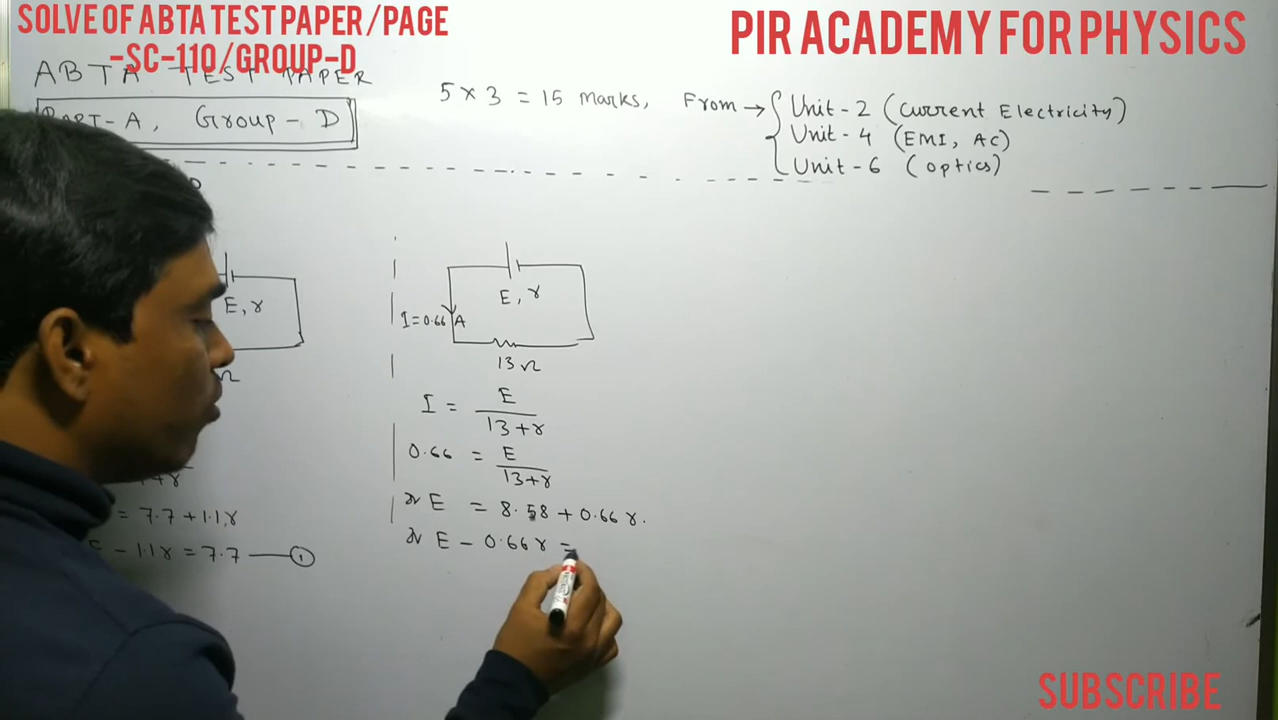 SOLVE OF ABTA TEST PAPER / PAGE
-SC-110 / GROUP-D
PIR ACADEMY FOR PHYSICS
ABTA TEST PAPER
PART-A, Group-D
5 × 3 = 15 marks, From →
Unit-2 (Current Electricity)
Unit-4 (EMI, AC)
Unit-6 (Optics)
E, r
Ω
= 7.7 + 1.1r
- 1.1r = 7.7 — ①
E, r
I = 0.66 A
13 Ω
I = E / 13 + r
0.66 = E / 13 + r
E = 8.58 + 0.66 r.
E - 0.66 r =
SUBSCRIBE